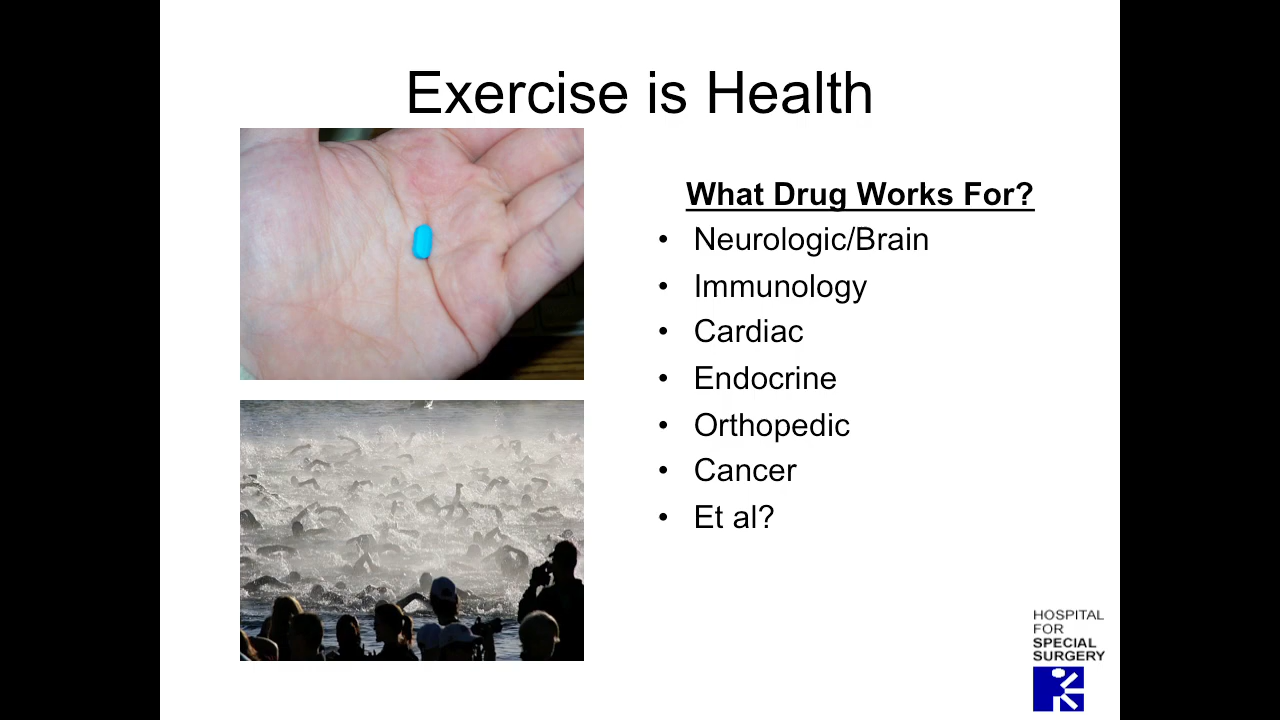 Exercise is Health
What Drug Works For?
• Neurologic/Brain
• Immunology
• Cardiac
• Endocrine
• Orthopedic
• Cancer
• Et al?
HOSPITAL
FOR
SPECIAL
SURGERY